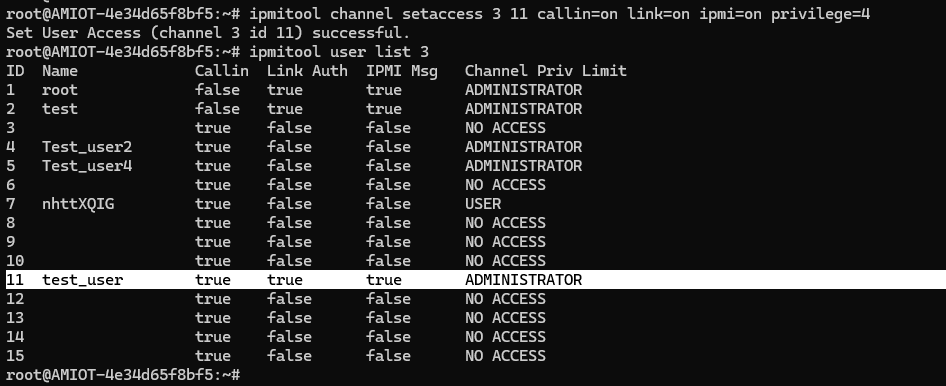 root@AMIOT-4e34d65f8bf5:~# ipmitool channel setaccess 3 11 callin=on link=on ipmi=on privilege=4
Set User Access (channel 3 id 11) successful.
root@AMIOT-4e34d65f8bf5:~# ipmitool user list 3
ID  Name             Callin  Link Auth  IPMI Msg   Channel Priv Limit
1   root             false   true       true       ADMINISTRATOR
2   test             false   true       true       ADMINISTRATOR
3                    true    false      false      NO ACCESS
4   Test_user2       true    false      false      ADMINISTRATOR
5   Test_user4       true    false      false      ADMINISTRATOR
6                    true    false      false      NO ACCESS
7   nhttXQIG         true    false      false      USER
8                    true    false      false      NO ACCESS
9                    true    false      false      NO ACCESS
10                   true    false      false      NO ACCESS
11  test_user        true    true       true       ADMINISTRATOR
12                   true    false      false      NO ACCESS
13                   true    false      false      NO ACCESS
14                   true    false      false      NO ACCESS
15                   true    false      false      NO ACCESS
root@AMIOT-4e34d65f8bf5:~#